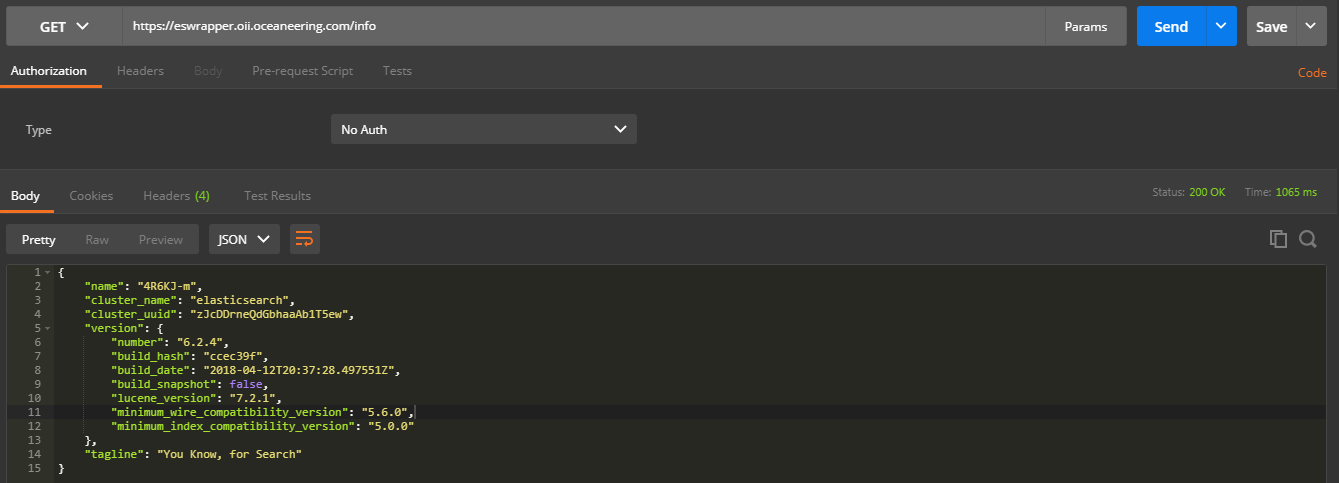 GET https://eswrapper.oii.oceaneering.com/info Params Send Save
Authorization Headers Body Pre-request Script Tests Code
Type No Auth
Body Cookies Headers (4) Test Results Status: 200 OK Time: 1065 ms
Pretty Raw Preview JSON
1 {
2 "name": "4R6KJ-m",
3 "cluster_name": "elasticsearch",
4 "cluster_uuid": "zJcDDrneQdGbhaaAb1T5ew",
5 "version": {
6 "number": "6.2.4",
7 "build_hash": "ccec39f",
8 "build_date": "2018-04-12T20:37:28.497551Z",
9 "build_snapshot": false,
10 "lucene_version": "7.2.1",
11 "minimum_wire_compatibility_version": "5.6.0",
12 "minimum_index_compatibility_version": "5.0.0"
13 },
14 "tagline": "You Know, for Search"
15 }